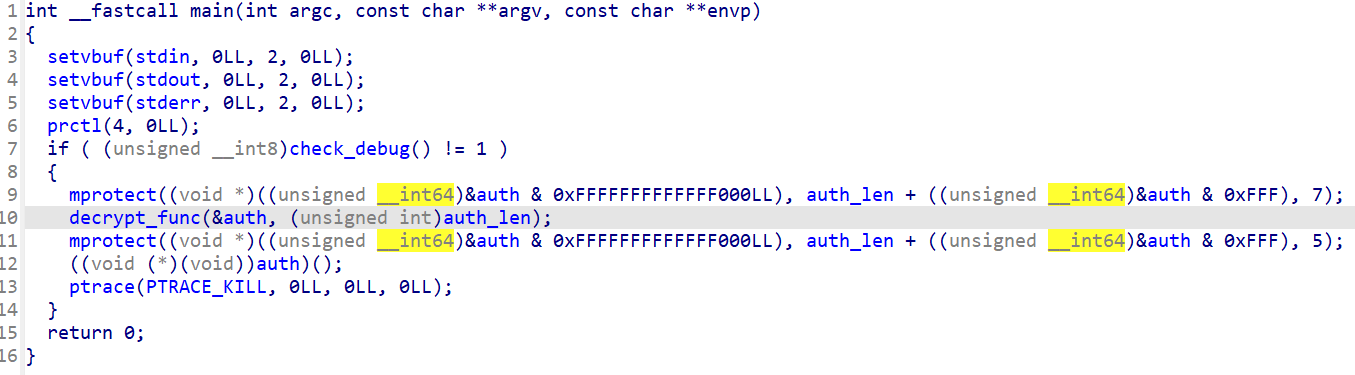 1 int __fastcall main(int argc, const char **argv, const char **envp)
2 {
3   setvbuf(stdin, 0LL, 2, 0LL);
4   setvbuf(stdout, 0LL, 2, 0LL);
5   setvbuf(stderr, 0LL, 2, 0LL);
6   prctl(4, 0LL);
7   if ( (unsigned __int8)check_debug() != 1 )
8   {
9     mprotect((void *)((unsigned __int64)&auth & 0xFFFFFFFFFFFFF000LL), auth_len + ((unsigned __int64)&auth & 0xFFF), 7);
10     decrypt_func(&auth, (unsigned int)auth_len);
11     mprotect((void *)((unsigned __int64)&auth & 0xFFFFFFFFFFFFF000LL), auth_len + ((unsigned __int64)&auth & 0xFFF), 5);
12     ((void (*)(void))auth)();
13     ptrace(PTRACE_KILL, 0LL, 0LL, 0LL);
14   }
15   return 0;
16 }